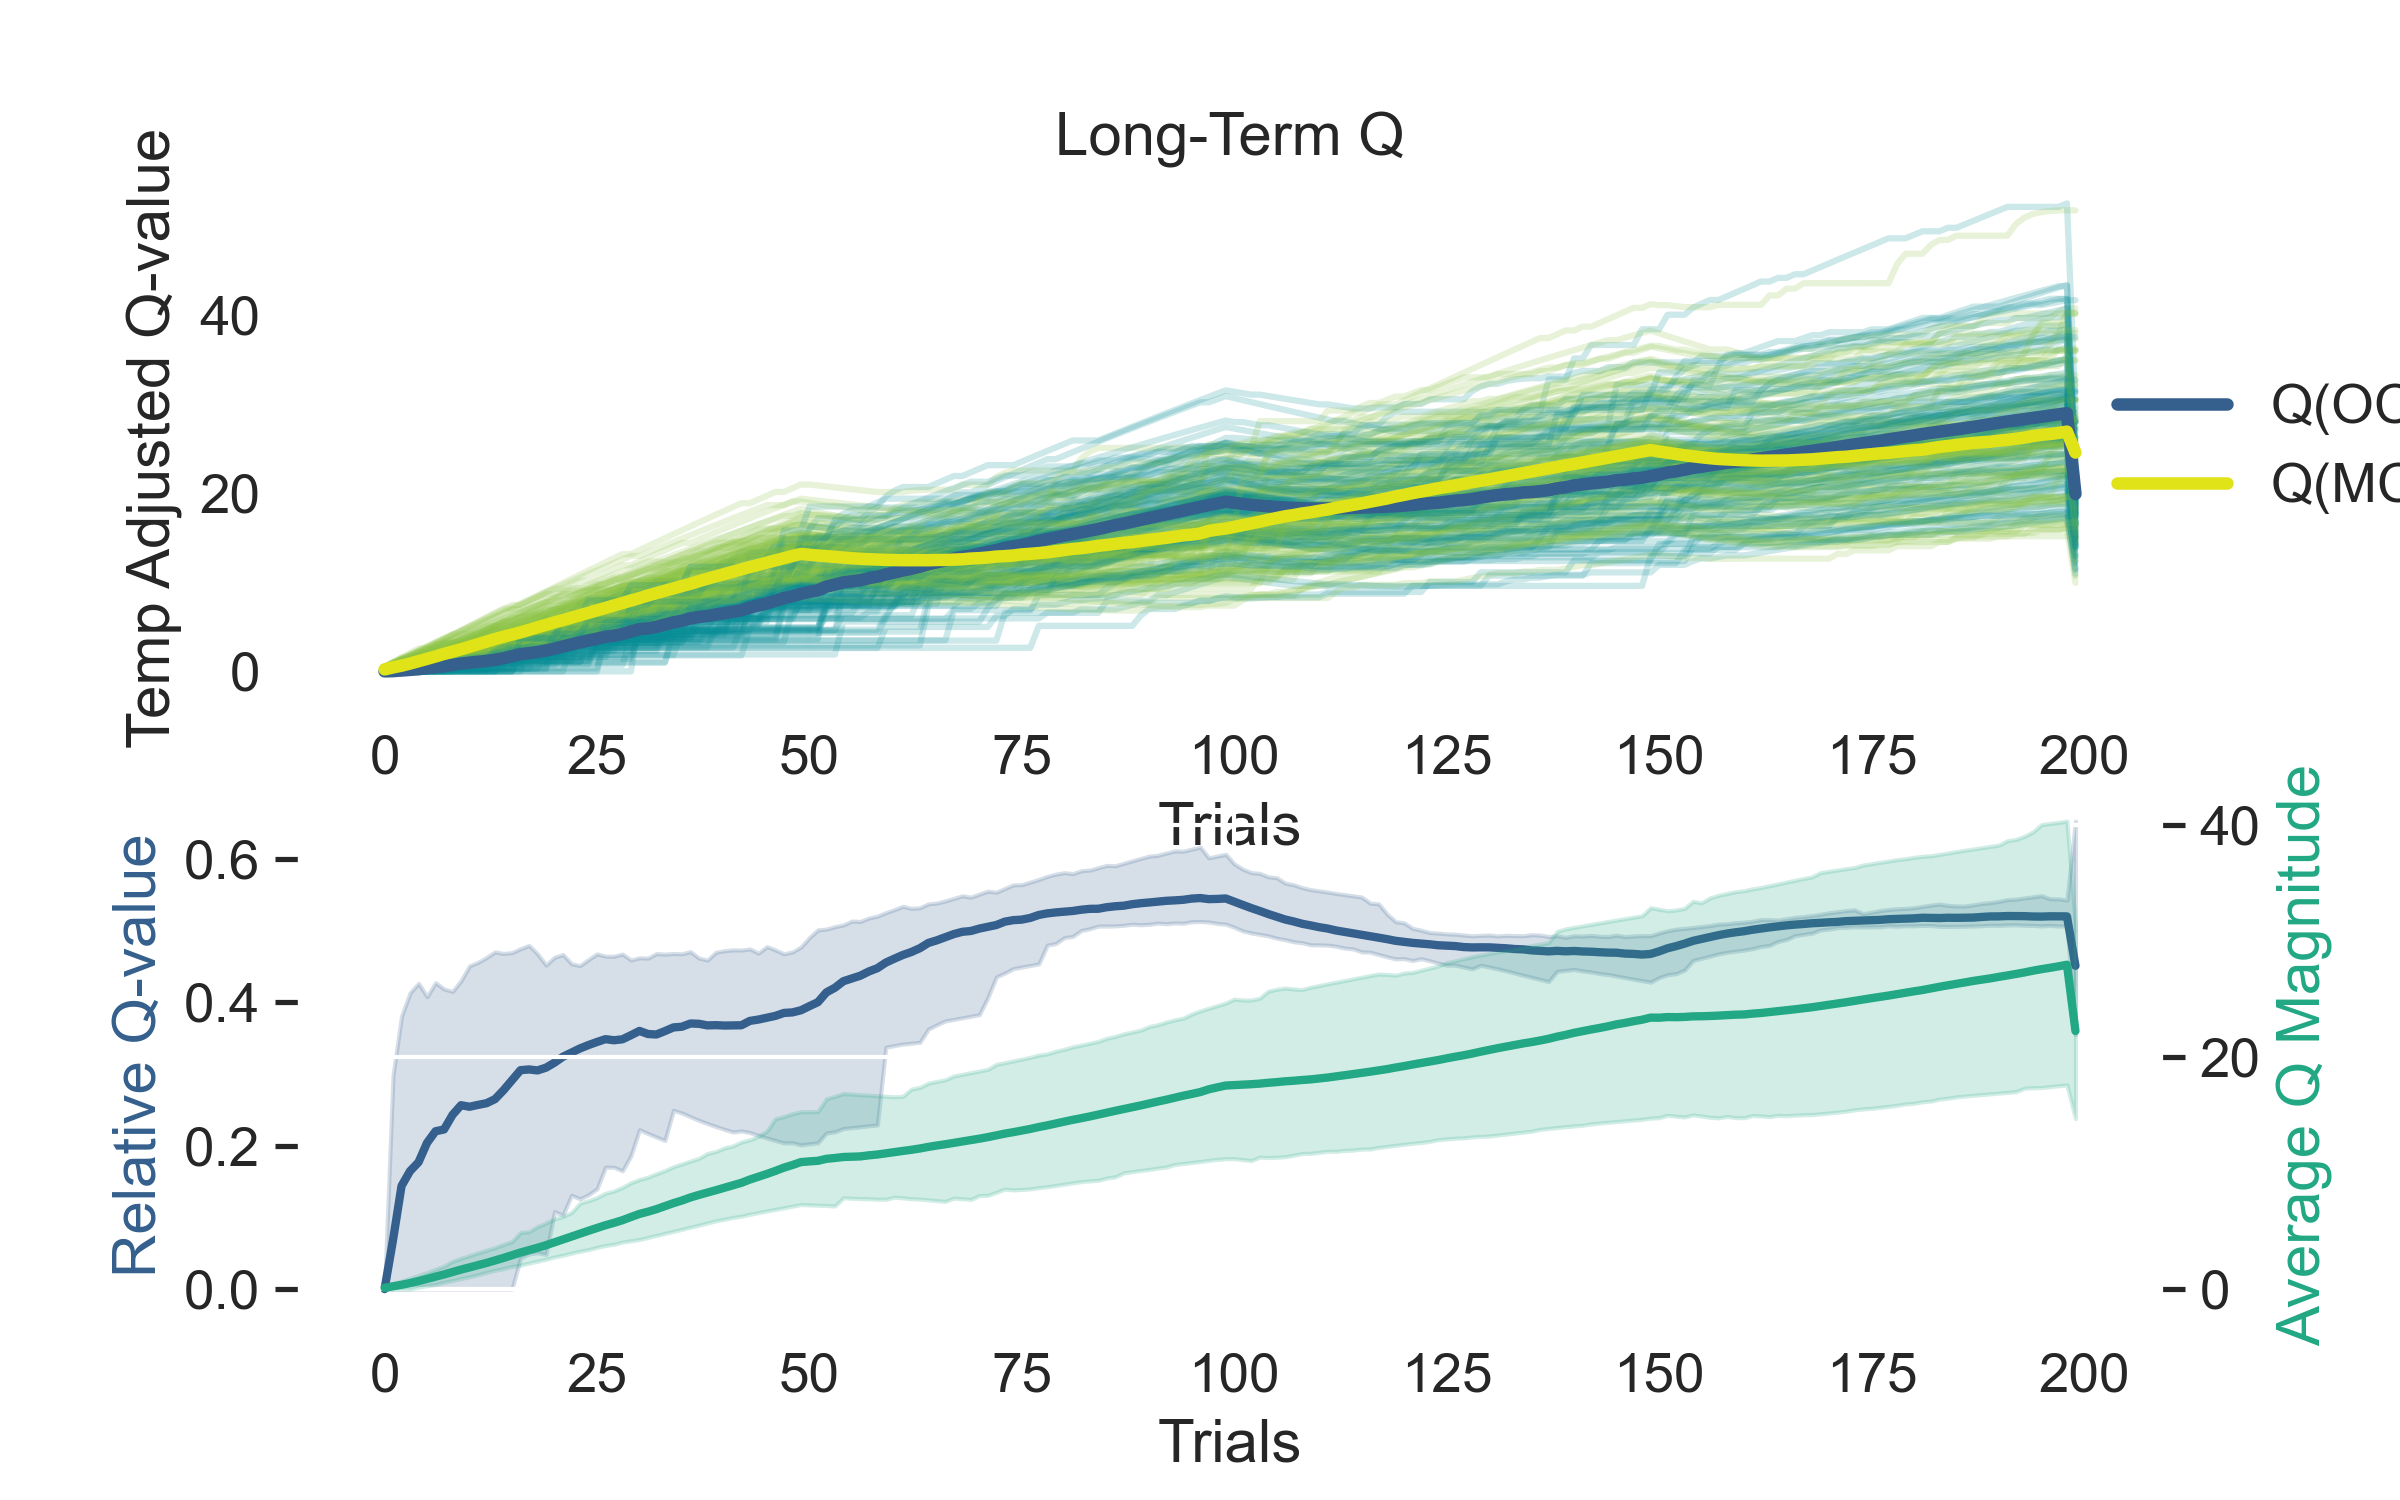 Long-Term Q
Temp Adjusted Q-value
40
20
0
0 25 50 75 100 125 150 175 200
Trials
Q(OC
Q(MC
Relative Q-value
0.6
0.4
0.2
0.0
40
20
0
Average Q Magnitude
0 25 50 75 100 125 150 175 200
Trials